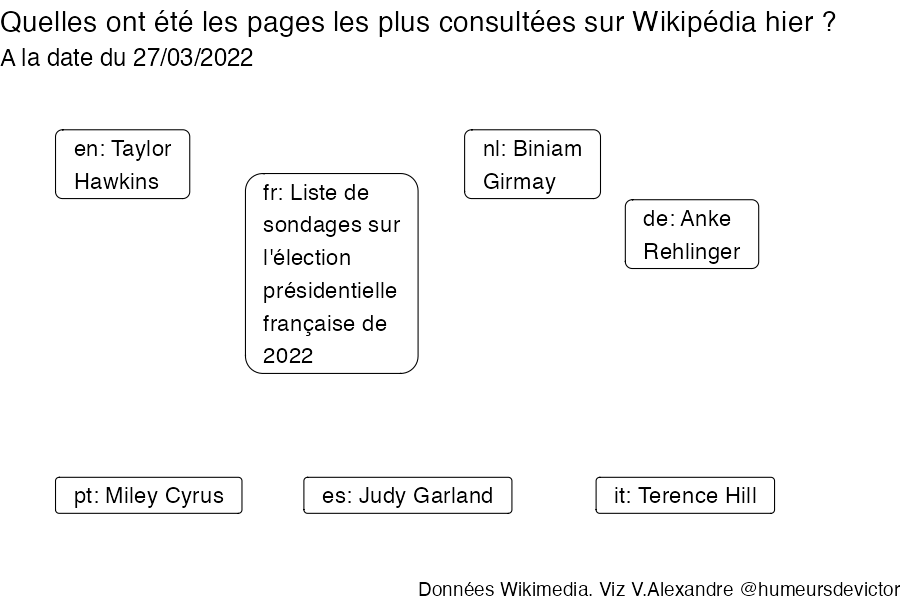 Quelles ont été les pages les plus consultées sur Wikipédia hier ?
A la date du 27/03/2022
en: Taylor
Hawkins
fr: Liste de
sondages sur
l'élection
présidentielle
française de
2022
nl: Biniam
Girmay
de: Anke
Rehlinger
pt: Miley Cyrus
es: Judy Garland
it: Terence Hill
Données Wikimedia. Viz V.Alexandre @humeursdevictor